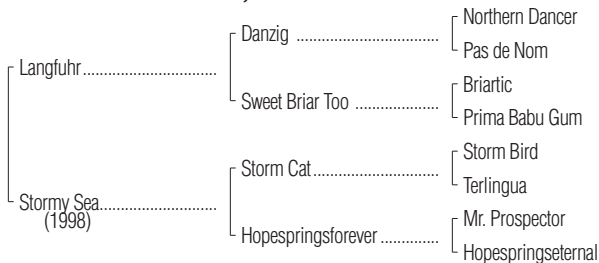 Northern Dancer
Danzig ..................................
Pas de Nom
Langfuhr................................
Briartic
Sweet Briar Too ....................
Prima Babu Gum
Storm Bird
Storm Cat..............................
Terlingua
Stormy Sea............................
(1998)
Mr. Prospector
Hopespringsforever ..............
Hopespringseternal